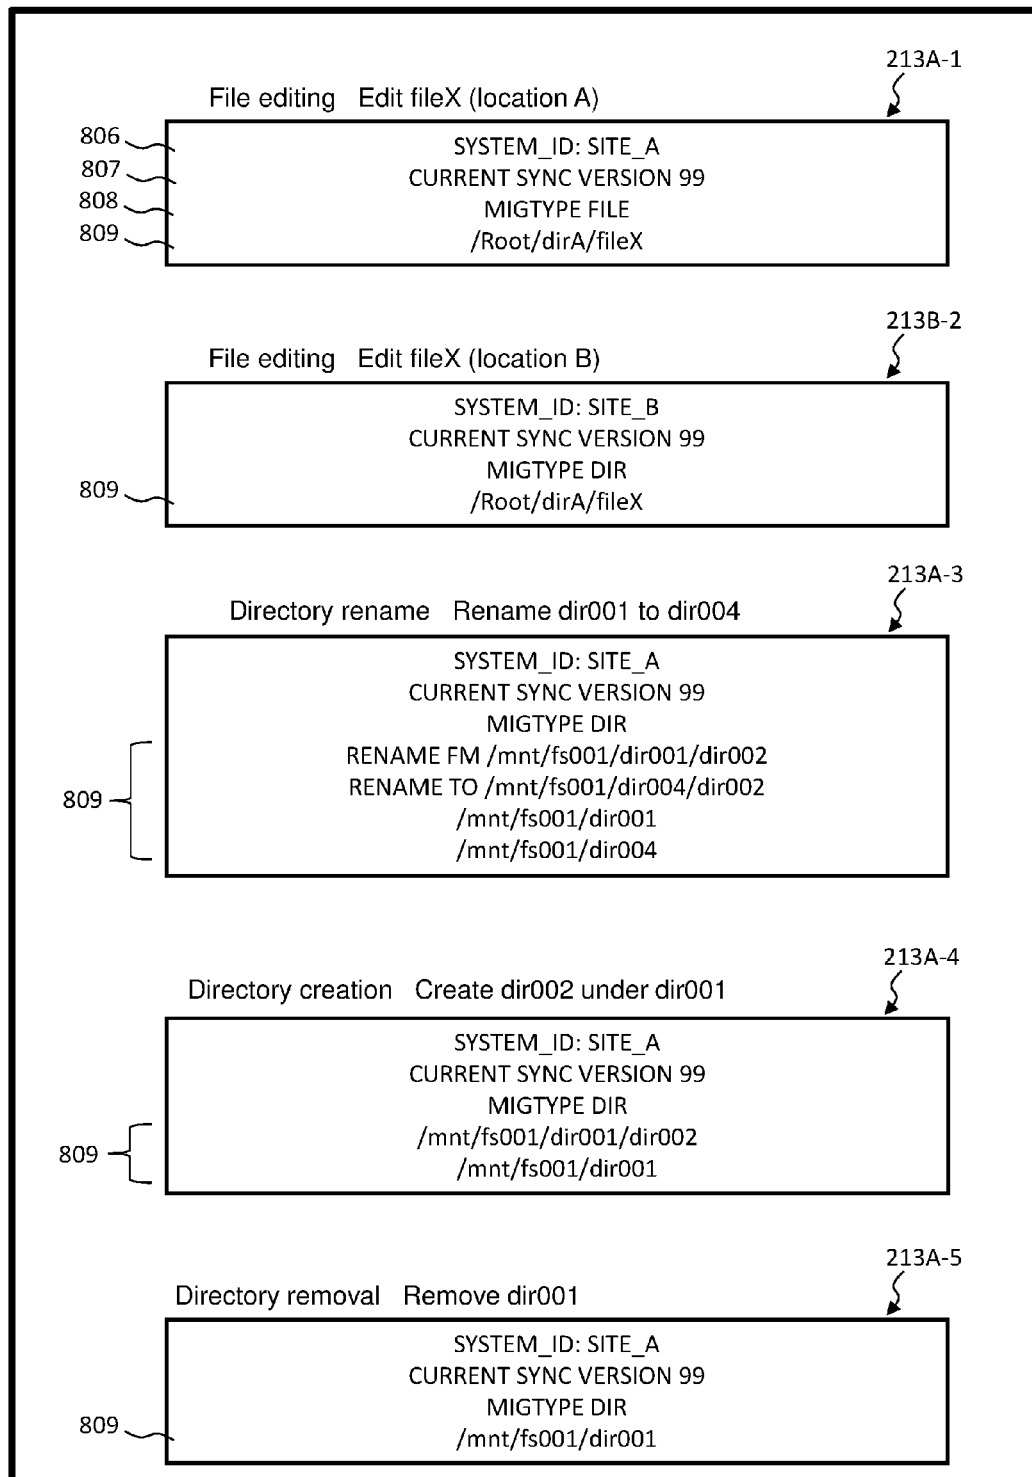 213A-1
File editing Edit fileX (location A)
806
SYSTEM_ID: SITE_A
807
CURRENT SYNC VERSION 99
808
MIGTYPE FILE
809
/Root/dirA/fileX
213B-2
File editing Edit fileX (location B)
SYSTEM_ID: SITE_B
CURRENT SYNC VERSION 99
MIGTYPE DIR
809
/Root/dirA/fileX
213A-3
Directory rename Rename dir001 to dir004
SYSTEM_ID: SITE_A
CURRENT SYNC VERSION 99
MIGTYPE DIR
RENAME FM /mnt/fs001/dir001/dir002
RENAME TO /mnt/fs001/dir004/dir002
809
/mnt/fs001/dir001
/mnt/fs001/dir004
213A-4
Directory creation Create dir002 under dir001
SYSTEM_ID: SITE_A
CURRENT SYNC VERSION 99
MIGTYPE DIR
/mnt/fs001/dir001/dir002
809
/mnt/fs001/dir001
213A-5
Directory removal Remove dir001
SYSTEM_ID: SITE_A
CURRENT SYNC VERSION 99
MIGTYPE DIR
809
/mnt/fs001/dir001